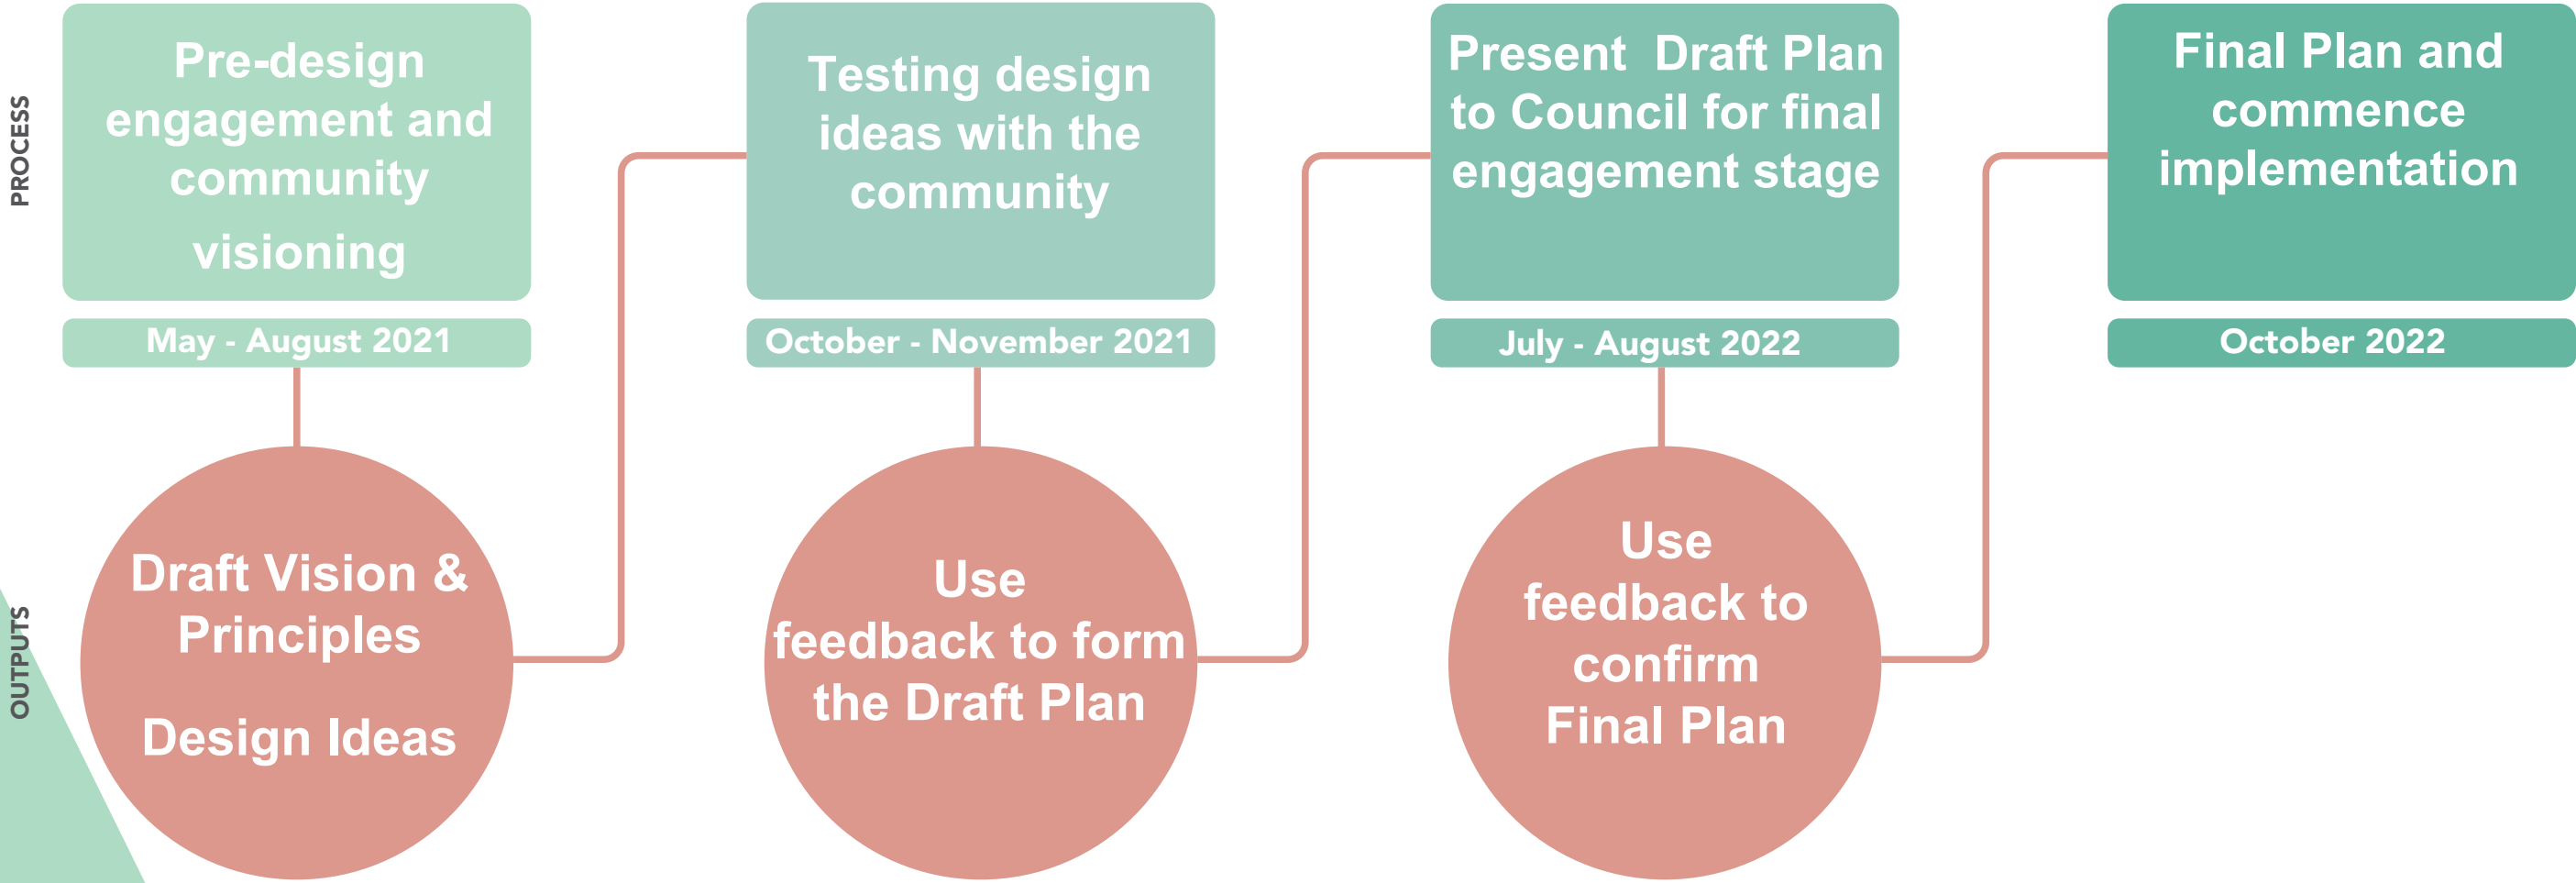 PROCESS
Pre-design
engagement and
community
visioning
May - August 2021
Testing design
ideas with the
community
October - November 2021
Present  Draft Plan
to Council for final
engagement stage
July - August 2022
Final Plan and
commence
implementation
October 2022
OUTPUTS
Draft Vision &
Principles
Design Ideas
Use
feedback to form
the Draft Plan
Use
feedback to
confirm
Final Plan